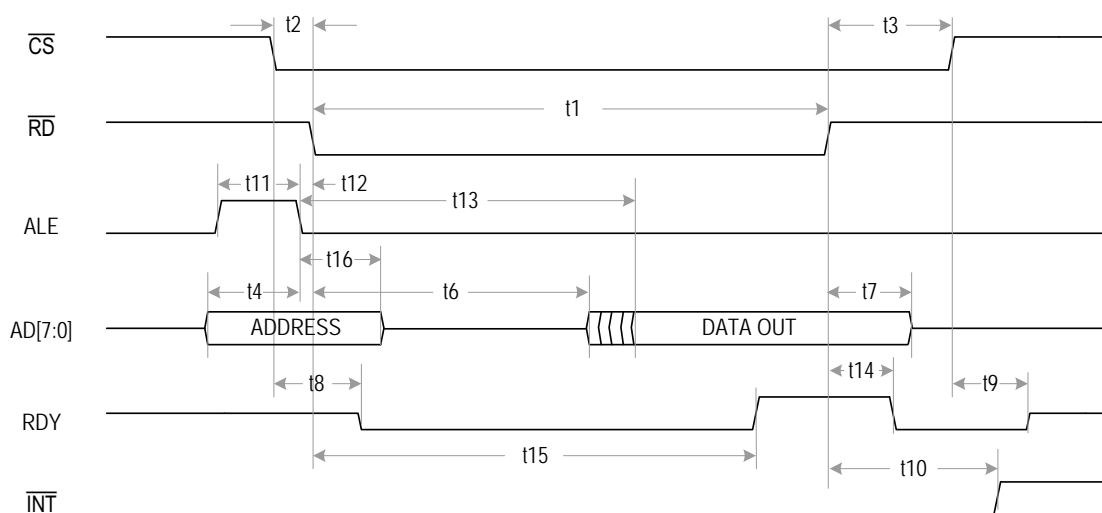 t2
t3
CS
t1
RD
t11
t12
t13
ALE
t16
t4
t6
t7
AD[7:0]
ADDRESS
DATA OUT
t8
t14
t9
RDY
t15
t10
INT